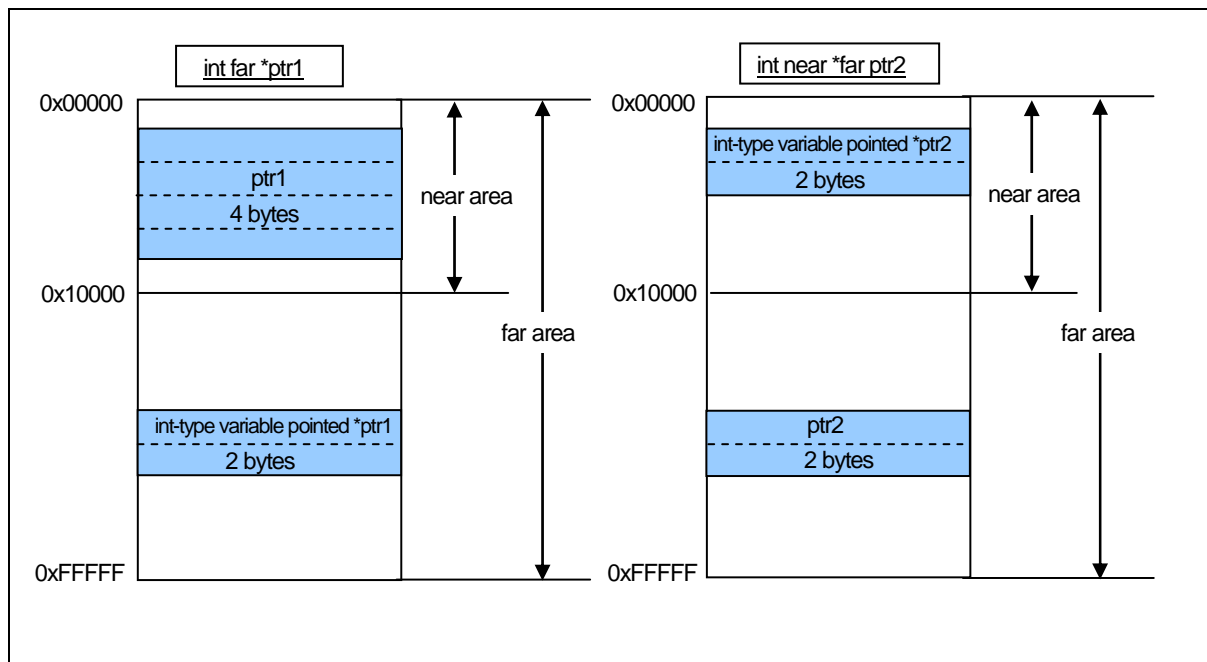 int far *ptr1
0x00000
ptr1
4 bytes
near area
0x10000
far area
int-type variable pointed *ptr1
2 bytes
0xFFFFF
int near *far ptr2
0x00000
int-type variable pointed *ptr2
2 bytes
near area
0x10000
far area
ptr2
2 bytes
0xFFFFF